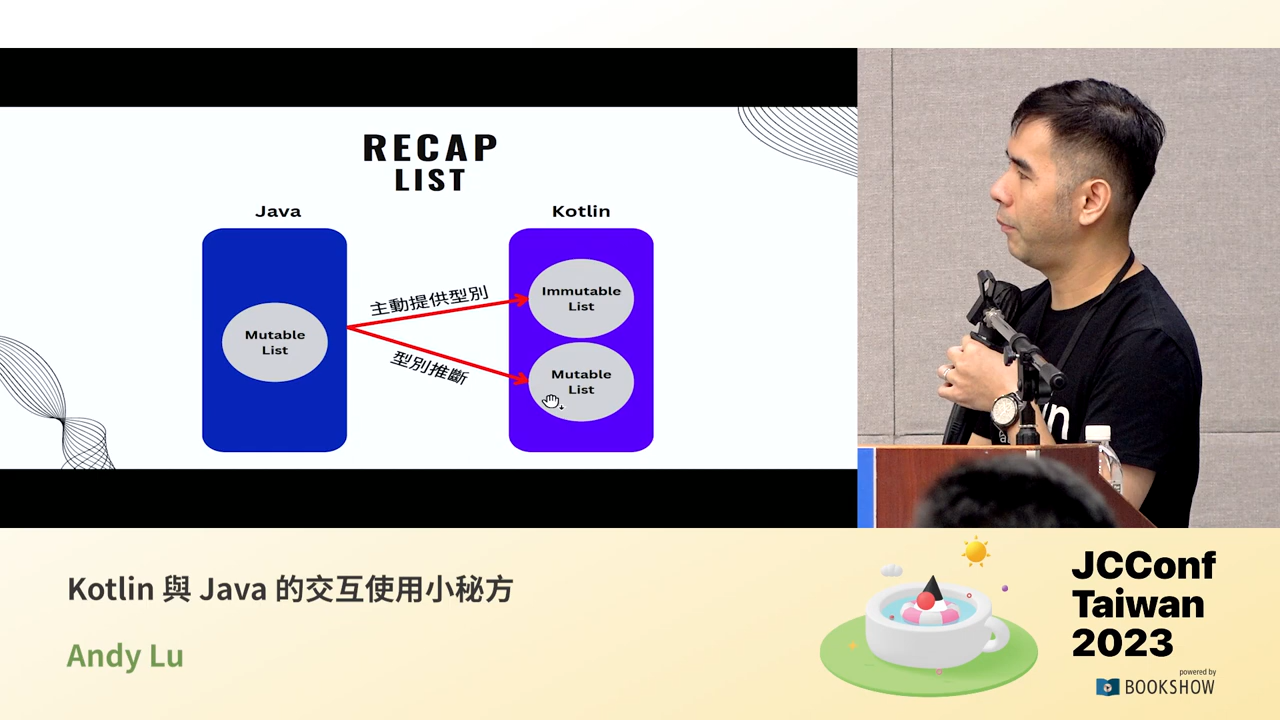 RECAP
LIST
Java
Kotlin
Mutable
List
主動提供型別
型別推斷
Immutable
List
Mutable
List
Kotlin 與 Java 的交互使用小秘方
Andy Lu
JCConf
Taiwan
2023
powered by
BOOKSHOW